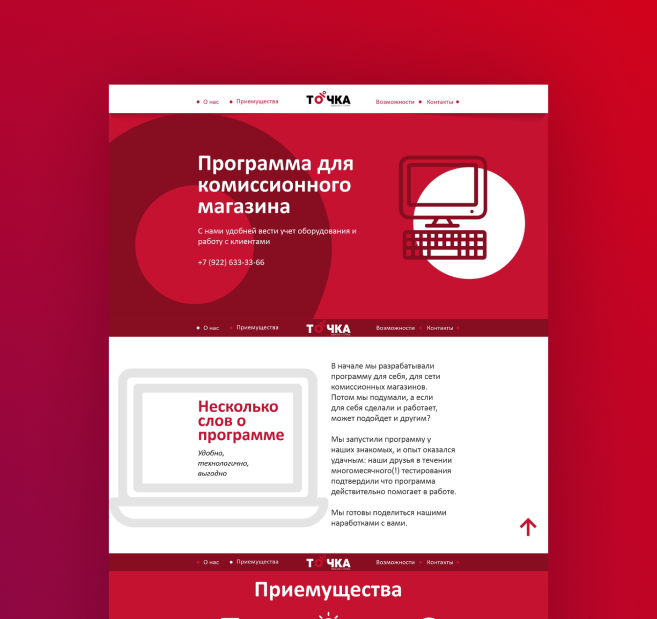 О нас Приемущества ТОЧКА Возможности Контакты
Программа для
комиссионного
магазина
С нами удобней вести учет оборудования и
работу с клиентами
+7 (922) 633-33-66
О нас Приемущества ТОЧКА Возможности Контакты
Несколько
слов о
программе
Удобно,
технологично,
выгодно
В начале мы разрабатывали
программу для себя, для сети
комиссионных магазинов.
Потом мы подумали, а если
для себя сделали и работает,
может подойдет и другим?
Мы запустили программу у
наших знакомых, и опыт оказался
удачным: наши друзья в течении
многомесячного(!) тестирования
подтвердили что программа
действительно помогает в работе.
Мы готовы поделиться нашими
наработками с вами.
О нас Приемущества ТОЧКА Возможности Контакты
Приемущества